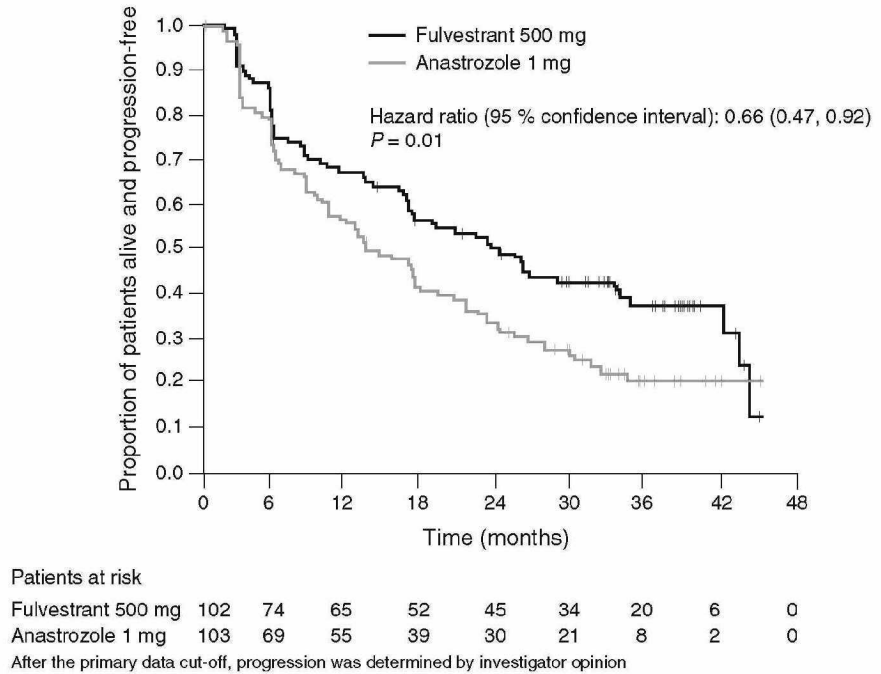 Fulvestrant 500 mg
Anastrozole 1 mg
Hazard ratio (95 % confidence interval): 0.66 (0.47, 0.92)
P = 0.01
Proportion of patients alive and progression-free
1.0
0.9
0.8
0.7
0.6
0.5
0.4
0.3
0.2
0.1
0.0
0 6 12 18 24 30 36 42 48
Time (months)
Patients at risk
Fulvestrant 500 mg 102 74 65 52 45 34 20 6 0
Anastrozole 1 mg 103 69 55 39 30 21 8 2 0
After the primary data cut-off, progression was determined by investigator opinion